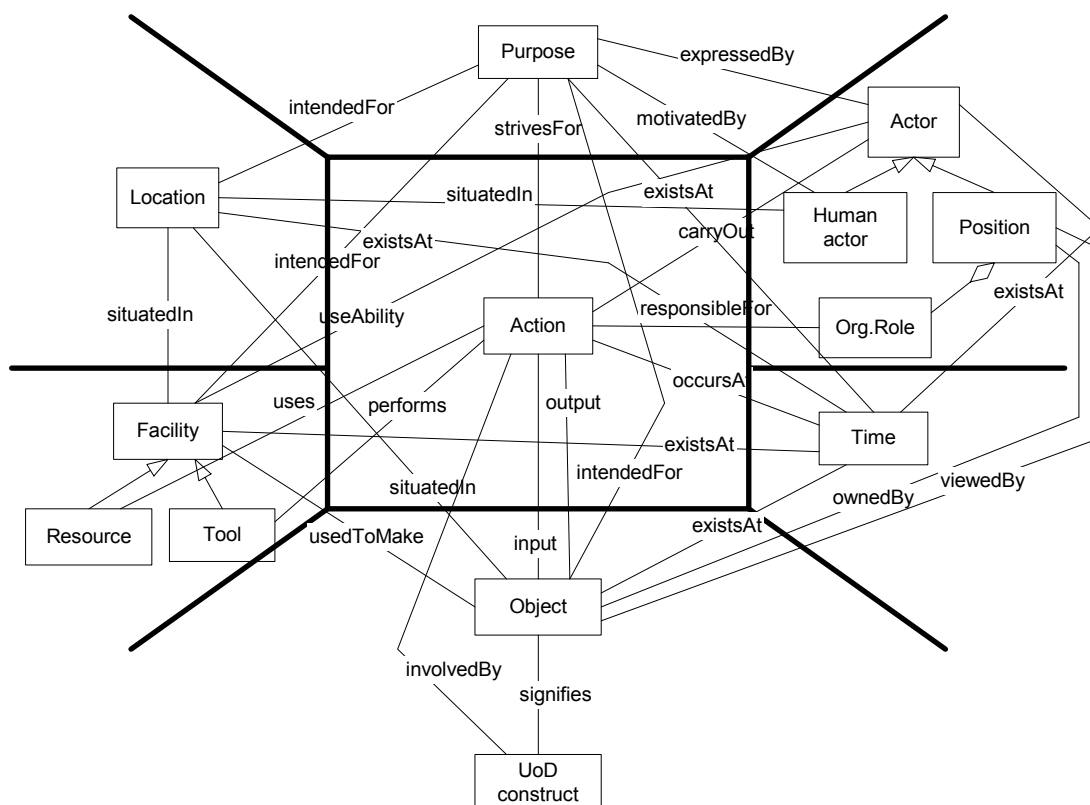 Purpose
expressedBy
intendedFor
strivesFor
motivatedBy
Actor
Location
situatedIn
existsAt
Human
actor
Position
existsAt
carryOut
intendedFor
situatedIn
useAbility
Action
responsibleFor
existsAt
Org.Role
uses
performs
output
occursAt
Facility
existsAt
Time
situatedIn
intendedFor
ownedBy
viewedBy
Resource
Tool
usedToMake
input
existsAt
Object
involvedBy
signifies
UoD
construct